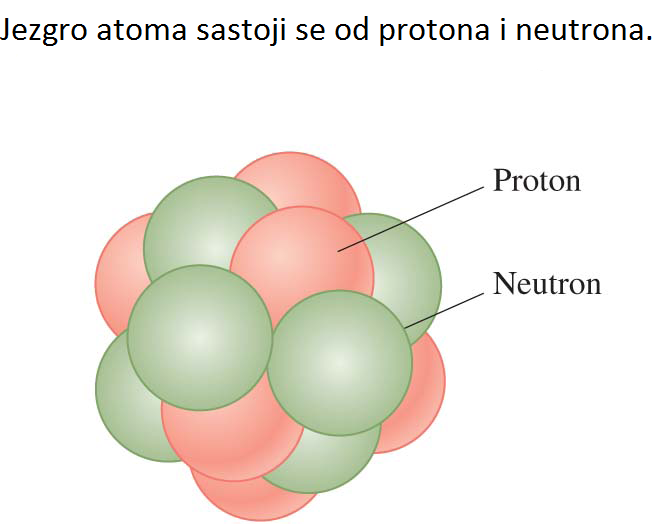 Jezgro atoma sastoji se od protona i neutrona.
Proton
Neutron